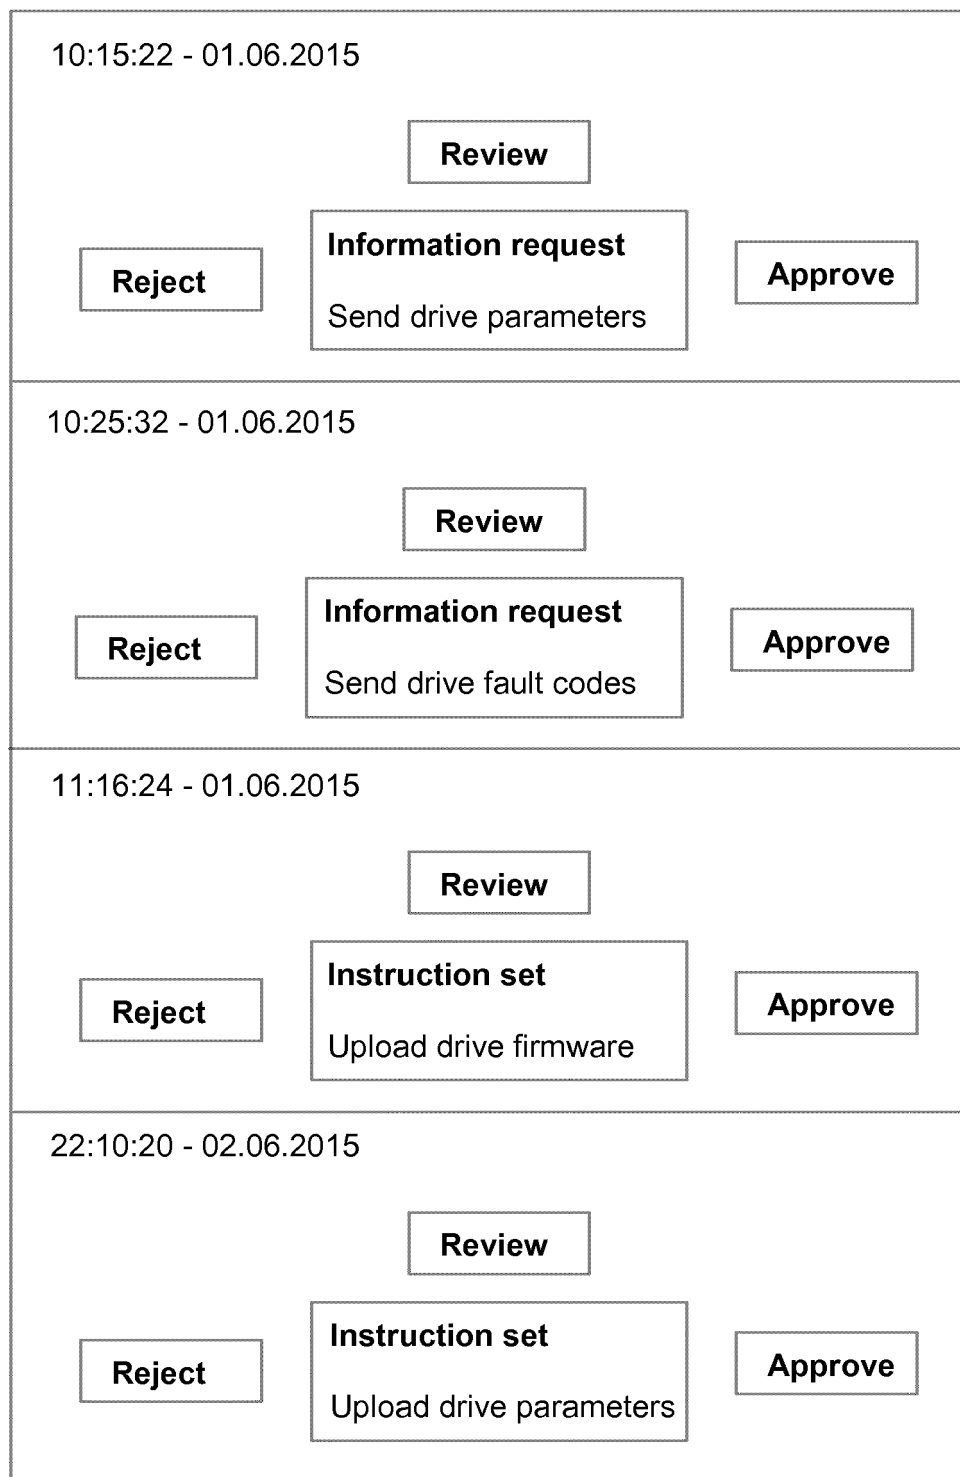 10:15:22 - 01.06.2015
Review
Information request
Reject
Approve
Send drive parameters
10:25:32 - 01.06.2015
Review
Information request
Reject
Approve
Send drive fault codes
11:16:24 - 01.06.2015
Review
Instruction set
Reject
Approve
Upload drive firmware
22:10:20 - 02.06.2015
Review
Instruction set
Reject
Approve
Upload drive parameters